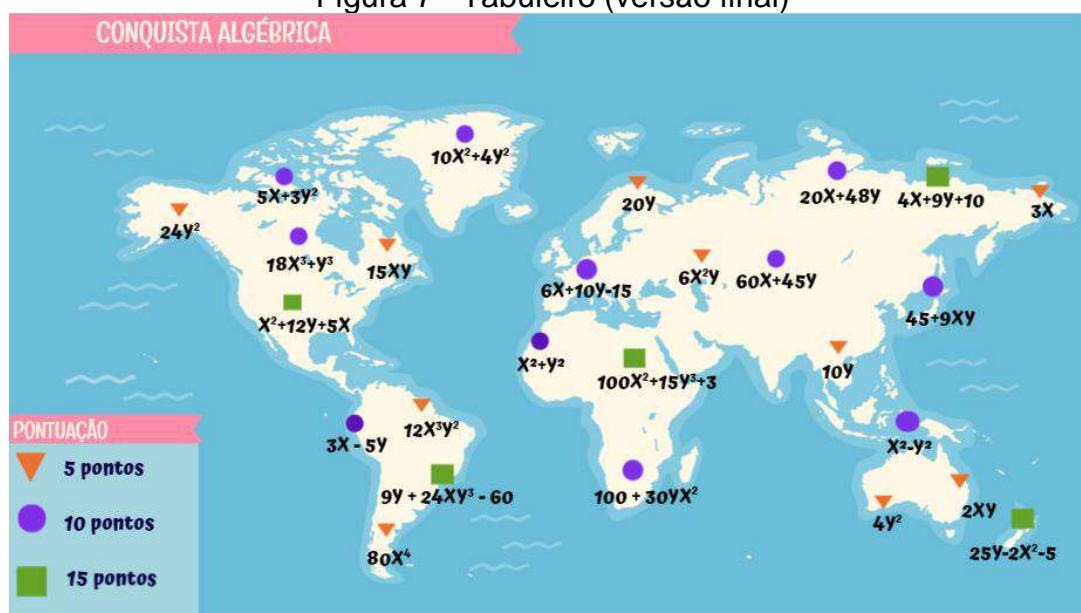 Figura 7 - Tabuleiro (versão final)
CONQUISTA ALGÉBRICA
10X²+4Y²
5X+3Y²
20Y
20X+48Y
4X+9Y+10
3X
24Y²
18X³+Y³
15XY
6X+10Y-15
6X²Y
60X+45Y
45+9XY
X²+12Y+5X
X²+Y²
100X²+15Y³+3
10Y
12X³Y²
3X - 5Y
X²-Y²
9Y + 24XY³ - 60
100 + 30YX²
4Y²
2XY
80X⁴
25Y-2X²-5
PONTUAÇÃO
5 pontos
10 pontos
15 pontos